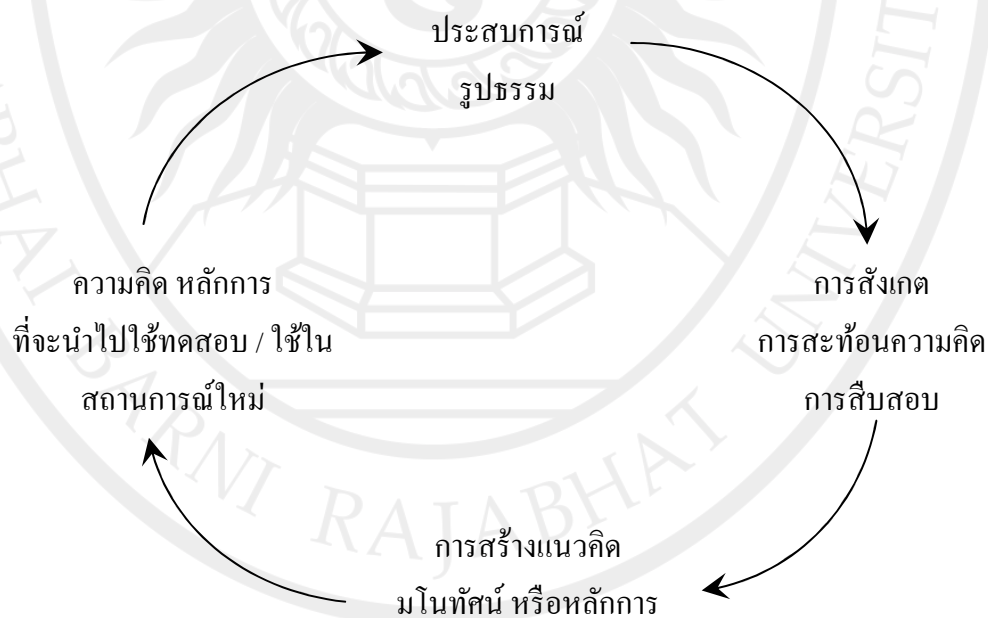 ประสบการณ์
รูปธรรม
ความคิด หลักการ
ที่จะนำไปใช้ทดสอบ / ใช้ใน
สถานการณ์ใหม่
การสังเกต
การสะท้อนความคิด
การสืบสอบ
การสร้างแนวคิด
มโนทัศน์ หรือหลักการ
BARNI RAJABHAT UNIVERSIT